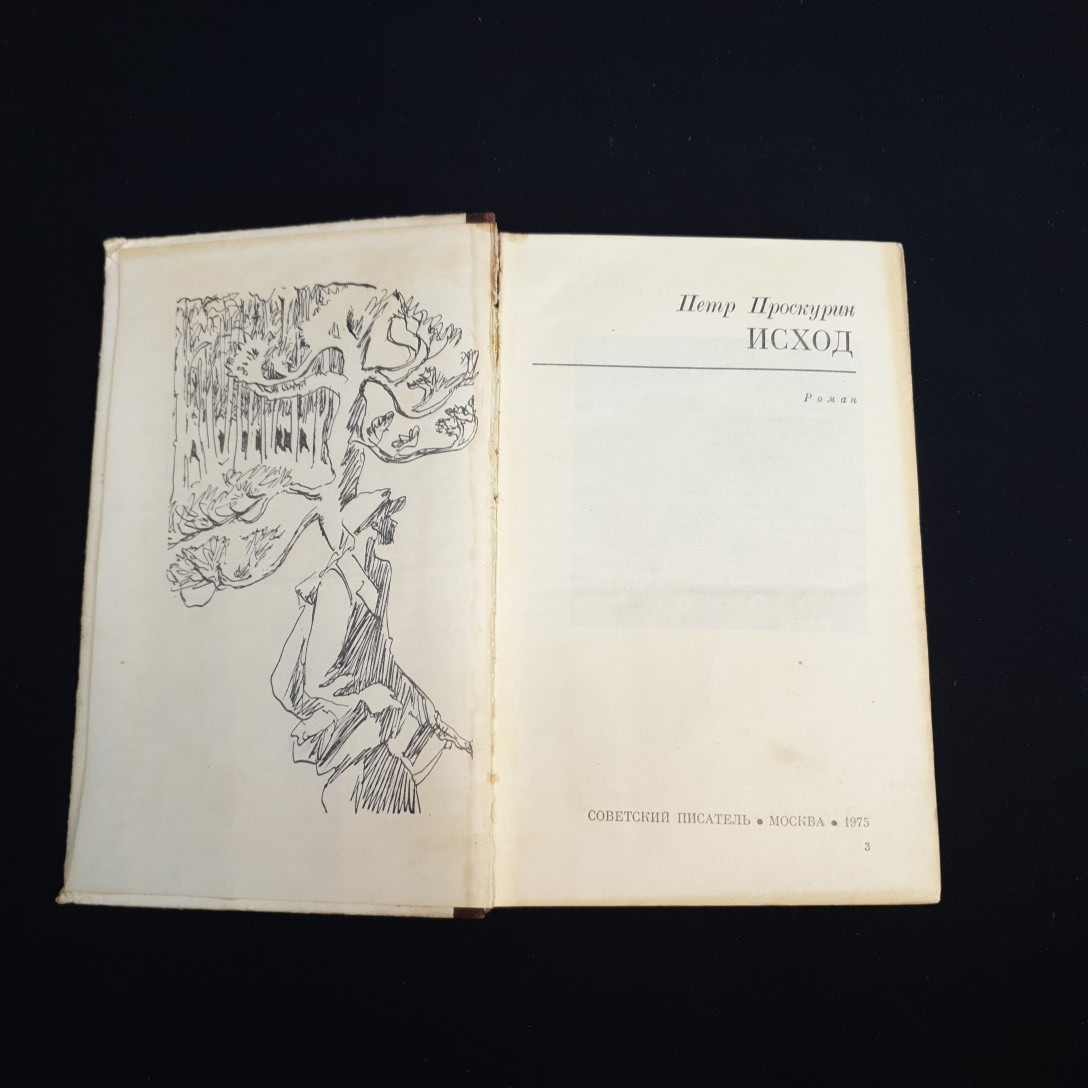 Петр Проскурин
ИСХОД
Роман
СОВЕТСКИЙ ПИСАТЕЛЬ • МОСКВА • 1975
3